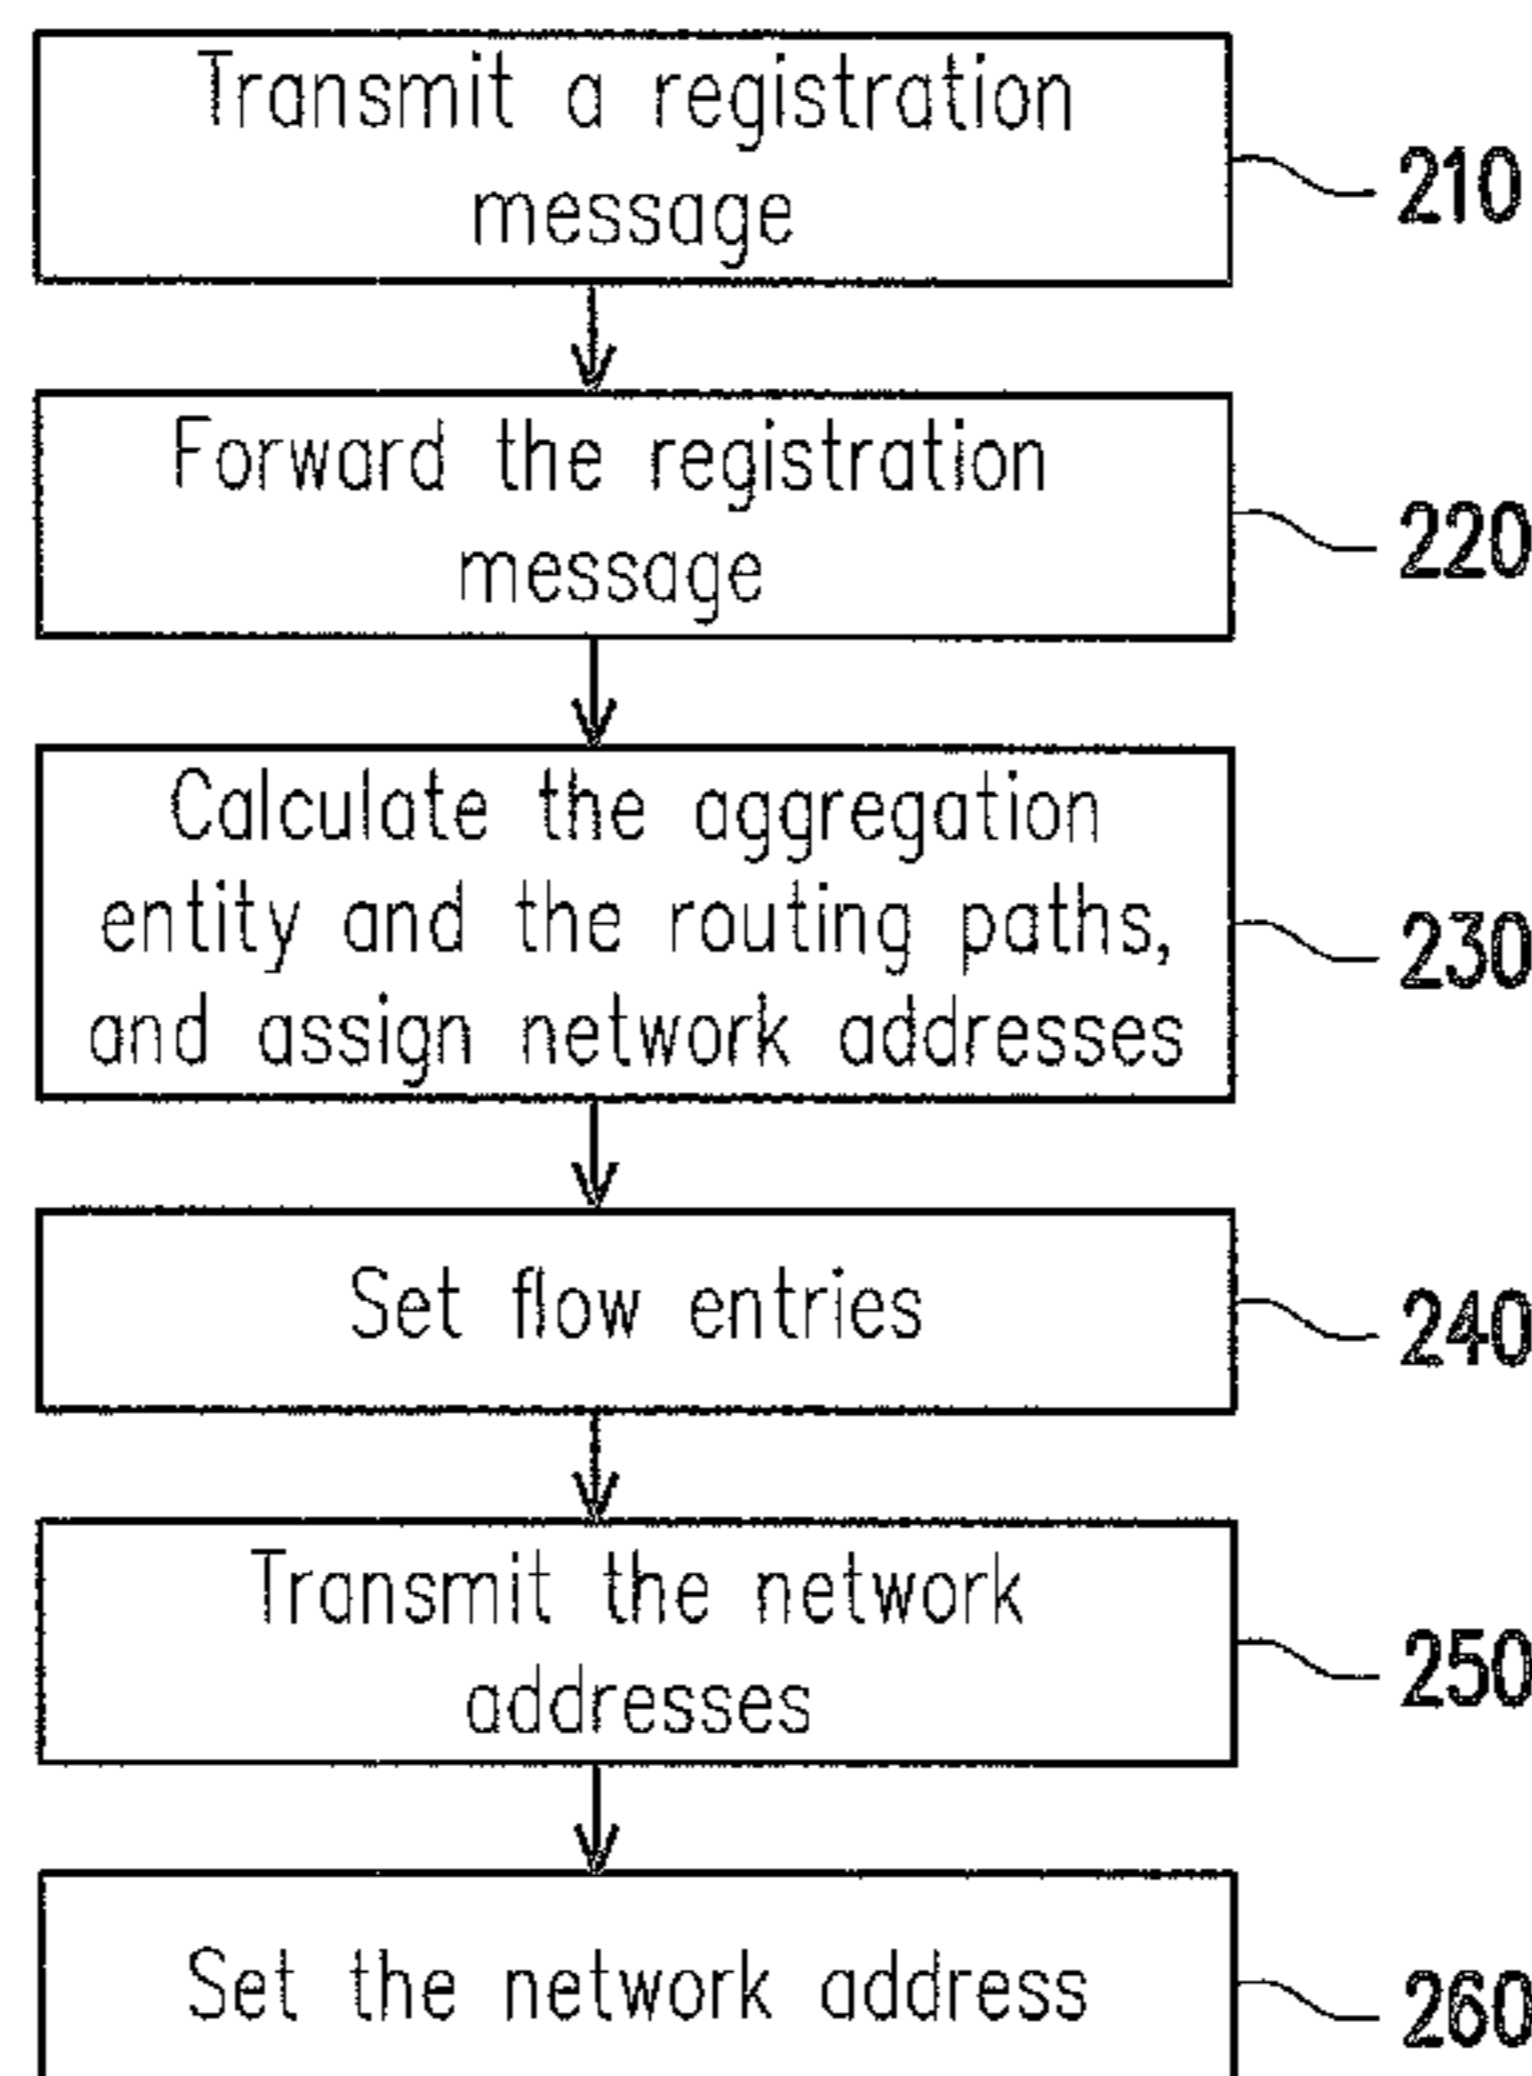 Transmit a registration
message
210
Forward the registration
message
220
Calculate the aggregation
entity and the routing paths,
and assign network addresses
230
Set flow entries
240
Transmit the network
addresses
250
Set the network address
260